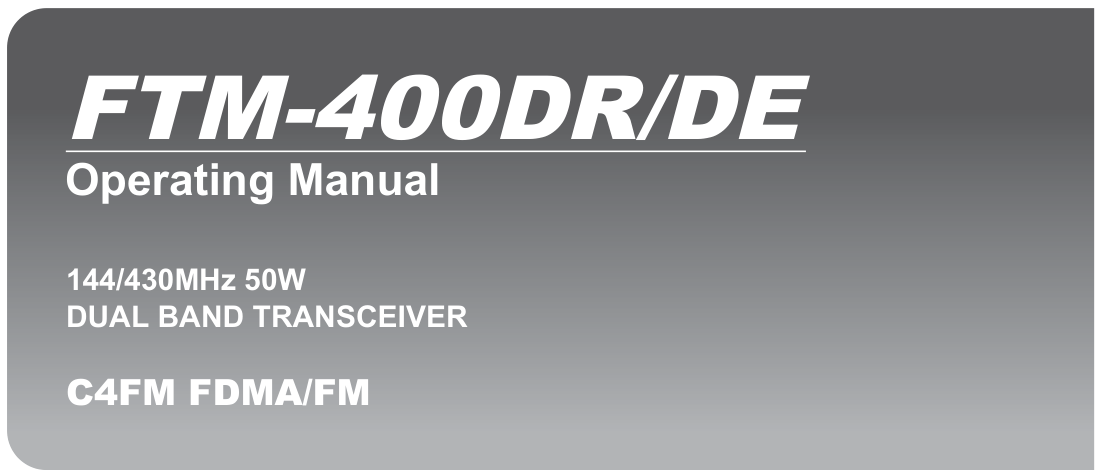 FTM-400DR/DE
Operating Manual
144/430MHz 50W
DUAL BAND TRANSCEIVER
C4FM FDMA/FM